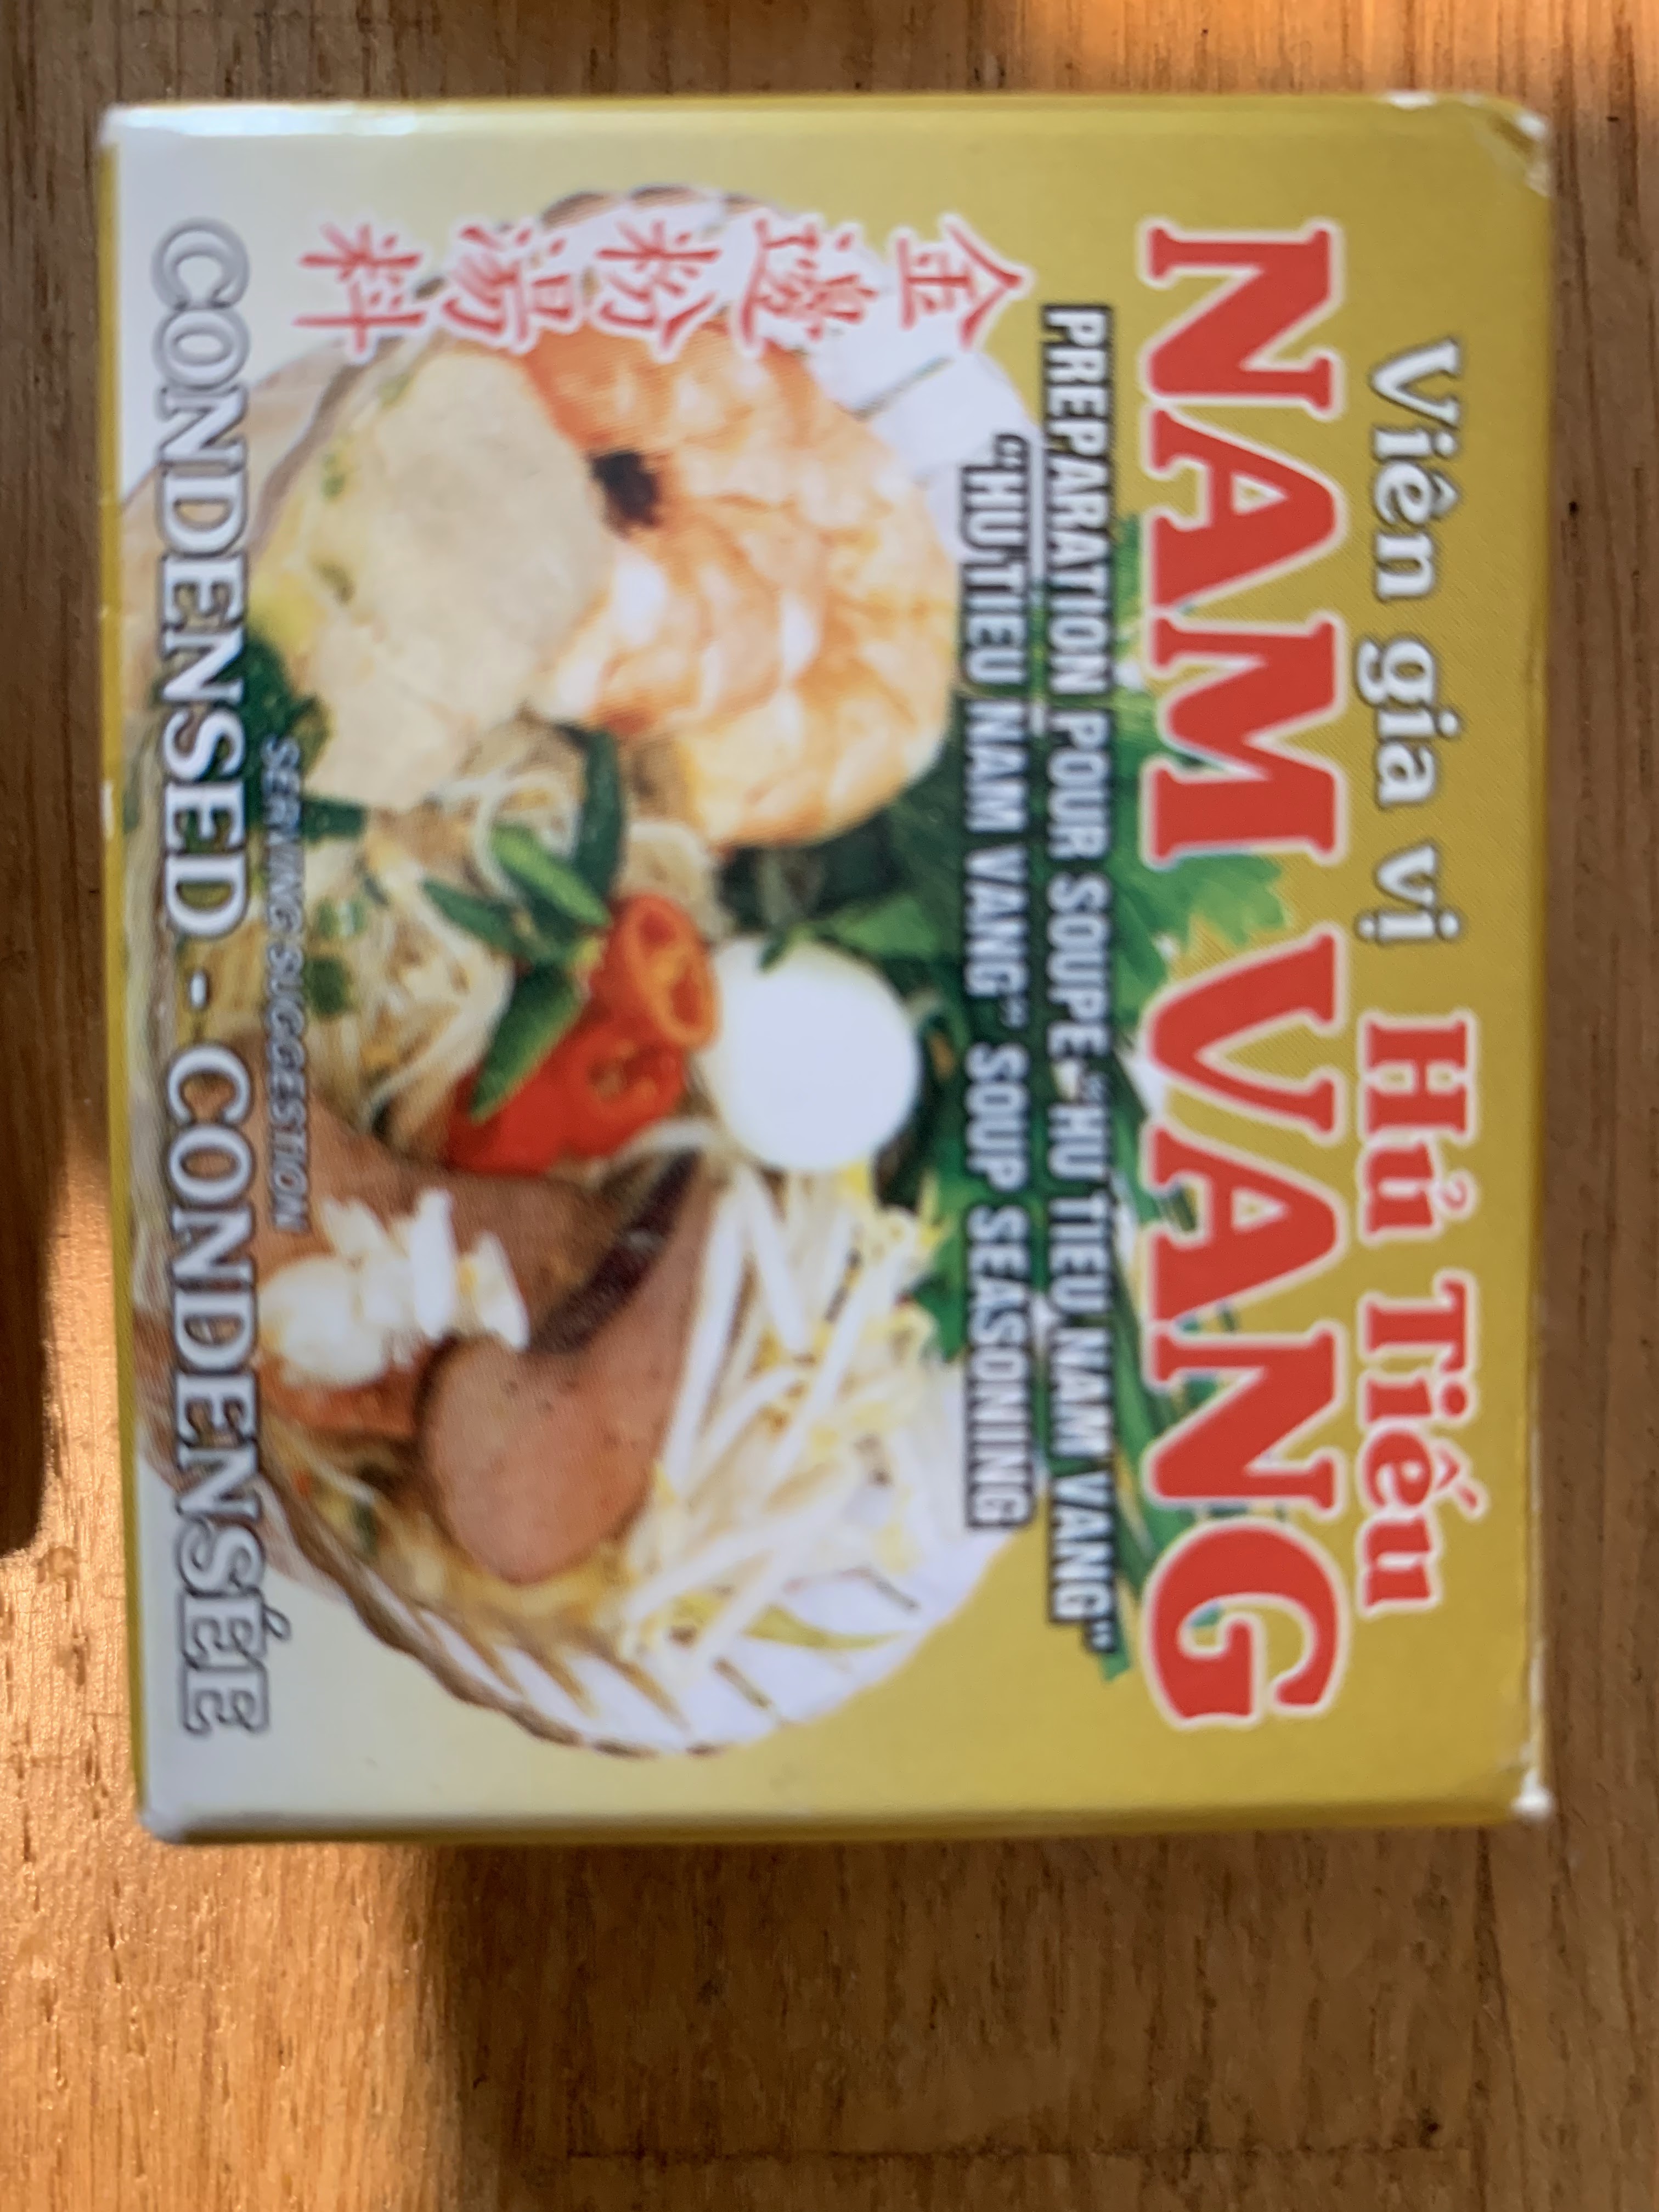 Viên gia vị Hủ Tiếu
NAM VANG
PREPARATION POUR SOUPE "HU TIEU NAM VANG"
"HU TIEU NAM VANG" SOUP SEASONING
金邊粉湯料
SERVING SUGGESTION
CONDENSED - CONDENSÉE